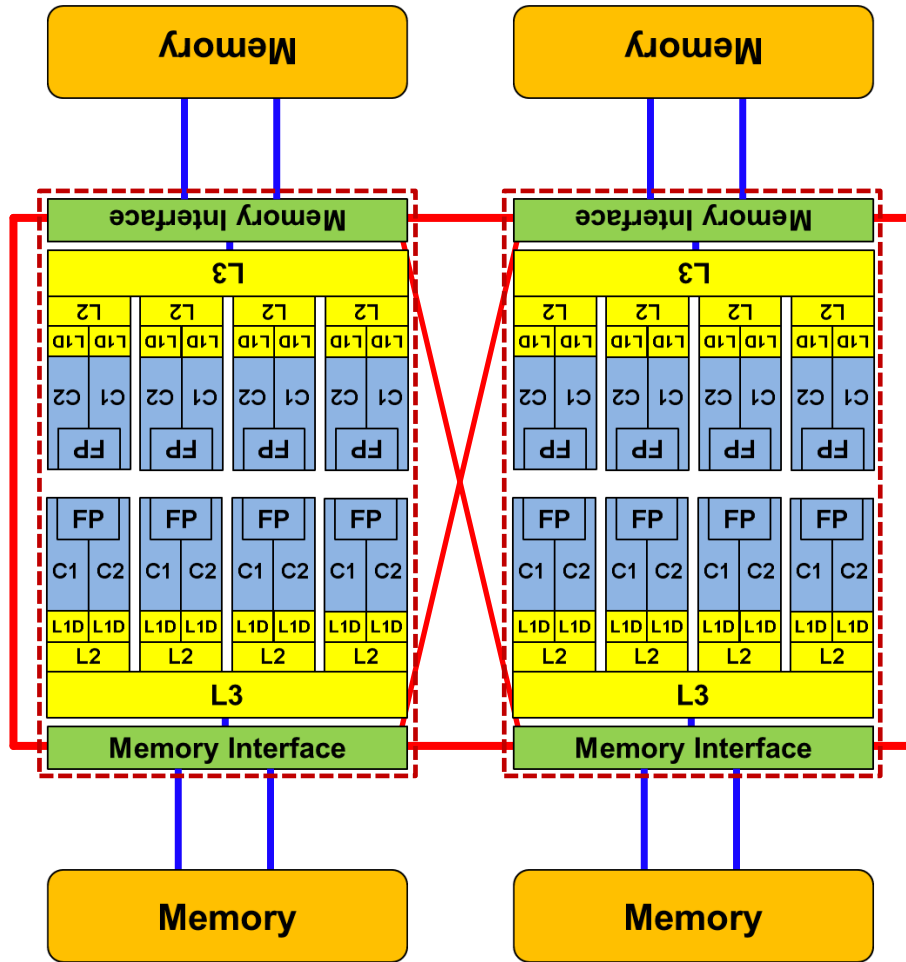 Memory Memory
Memory Interface Memory Interface
L3 L3
L2 L2 L2 L2 L2 L2 L2 L2
L1D L1D L1D L1D L1D L1D L1D L1D L1D L1D L1D L1D L1D L1D L1D L1D
C2 C1 C2 C1 C2 C1 C2 C1 C2 C1 C2 C1 C2 C1 C2 C1
FP FP FP FP FP FP FP FP
FP FP FP FP FP FP FP FP
C1 C2 C1 C2 C1 C2 C1 C2 C1 C2 C1 C2 C1 C2 C1 C2
L1D L1D L1D L1D L1D L1D L1D L1D L1D L1D L1D L1D L1D L1D L1D L1D
L2 L2 L2 L2 L2 L2 L2 L2
L3 L3
Memory Interface Memory Interface
Memory Memory